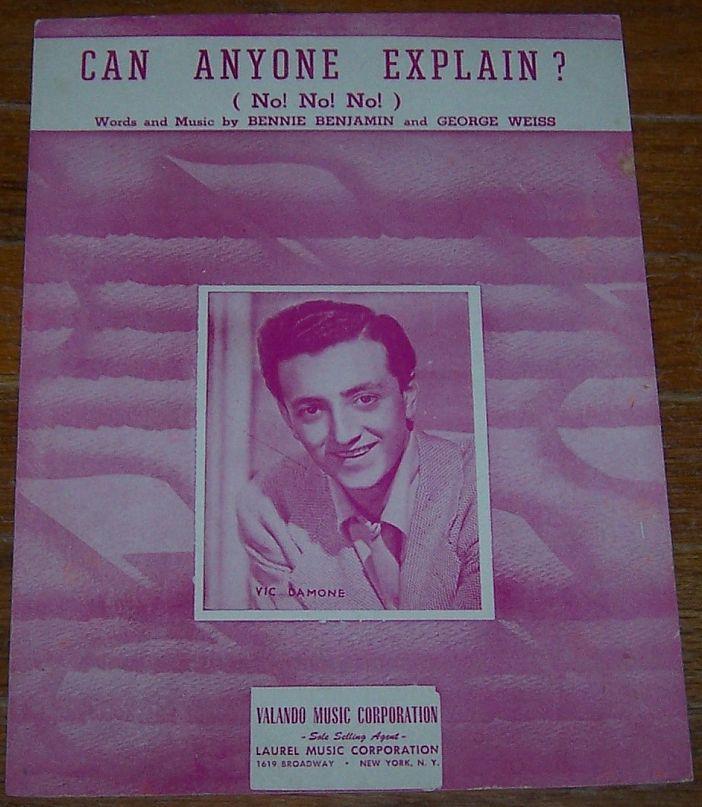 CAN ANYONE EXPLAIN?
( No! No! No! )
Words and Music by BENNIE BENJAMIN and GEORGE WEISS
VIC DAMONE
VALANDO MUSIC CORPORATION
- Sole Selling Agent -
LAUREL MUSIC CORPORATION
1619 BROADWAY • NEW YORK, N. Y.